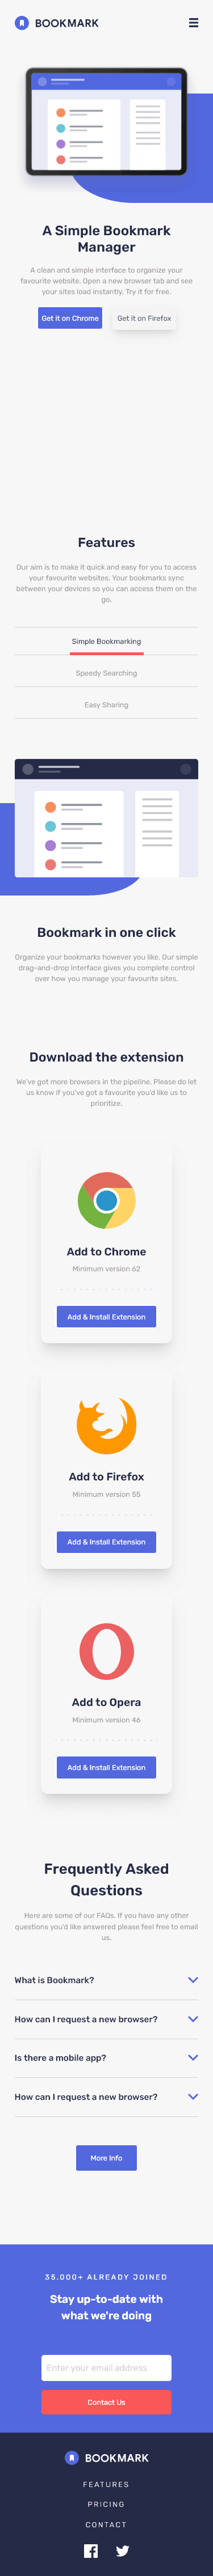 BOOKMARK
A Simple Bookmark
Manager
A clean and simple interface to organize your
favourite website. Open a new browser tab and see
your sites load instantly. Try it for free.
Get it on Chrome
Get it on Firefox
Features
Our aim is to make it quick and easy for you to access
your favourite websites. Your bookmarks sync
between your devices so you can access them on the
go.
Simple Bookmarking
Speedy Searching
Easy Sharing
Bookmark in one click
Organize your bookmarks however you like. Our simple
drag-and-drop interface gives you complete control
over how you manage your favourite sites.
Download the extension
We've got more browsers in the pipeline. Please do let
us know if you've got a favourite you'd like us to
prioritize.
Add to Chrome
Minimum version 62
Add & Install Extension
Add to Firefox
Minimum version 55
Add & Install Extension
Add to Opera
Minimum version 46
Add & Install Extension
Frequently Asked
Questions
Here are some of our FAQs. If you have any other
questions you'd like answered please feel free to email
us.
What is Bookmark?
How can I request a new browser?
Is there a mobile app?
How can I request a new browser?
More Info
35.000+ ALREADY JOINED
Stay up-to-date with
what we're doing
Enter your email address
Contact Us
BOOKMARK
FEATURES
PRICING
CONTACT